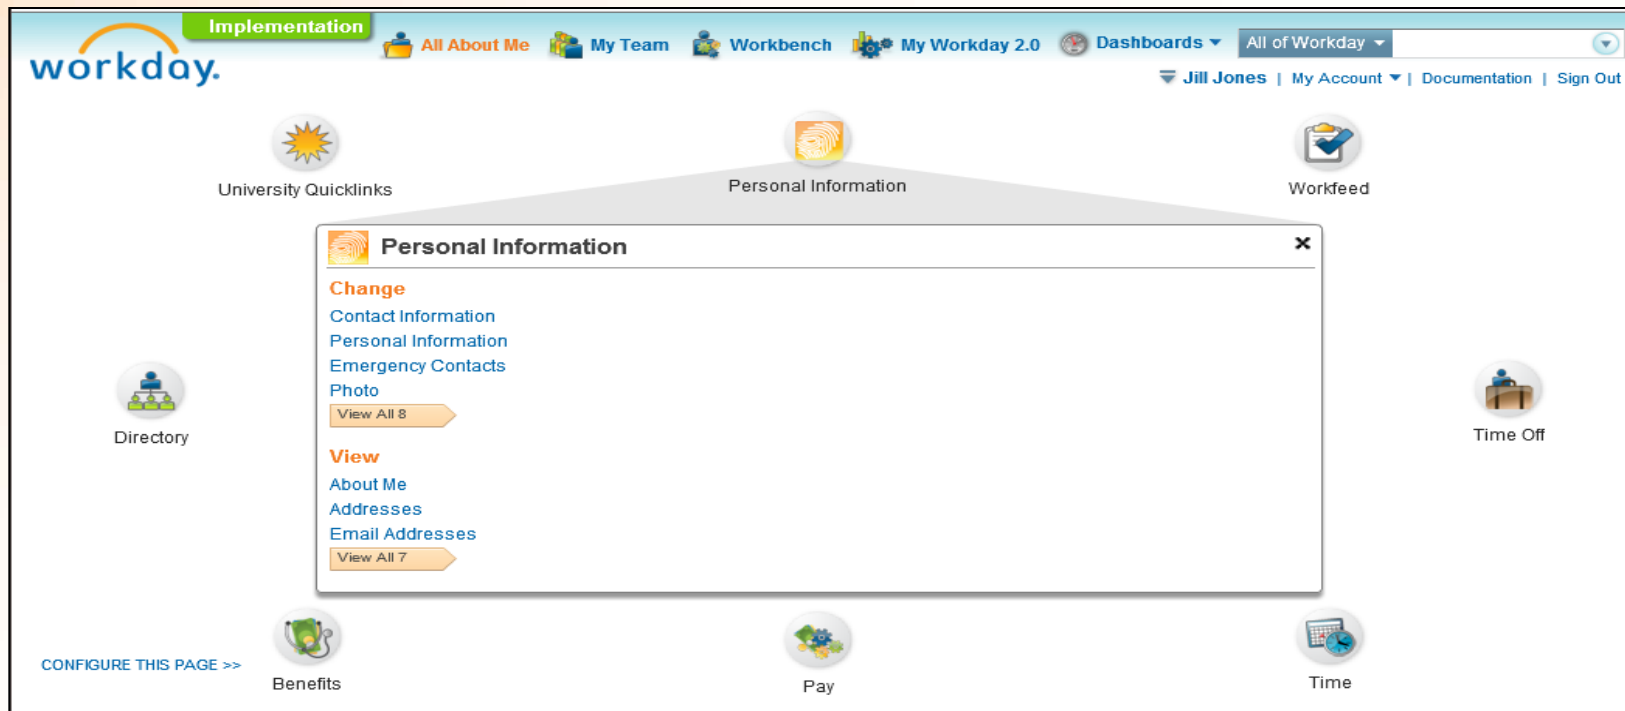 Implementation
workday.
All About Me My Team Workbench My Workday 2.0 Dashboards All of Workday
Jill Jones | My Account | Documentation | Sign Out
University Quicklinks
Personal Information
Workfeed
Personal Information
Change
Contact Information
Personal Information
Emergency Contacts
Photo
View All 8
View
About Me
Addresses
Email Addresses
View All 7
Directory
Time Off
CONFIGURE THIS PAGE >>
Benefits
Pay
Time